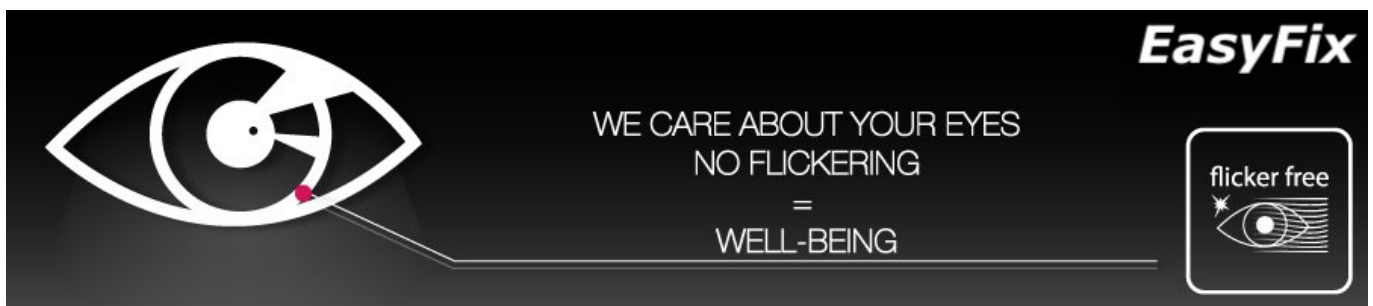 EasyFix
WE CARE ABOUT YOUR EYES
NO FLICKERING
=
WELL-BEING
flicker free